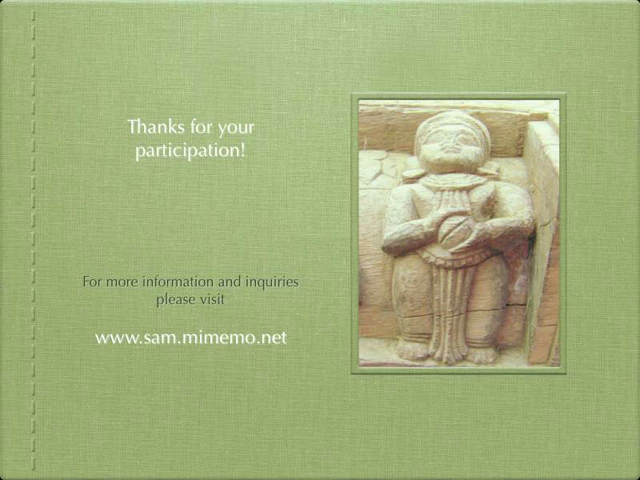 Thanks for your
participation!
For more information and inquiries
please visit
www.sam.mimemo.net